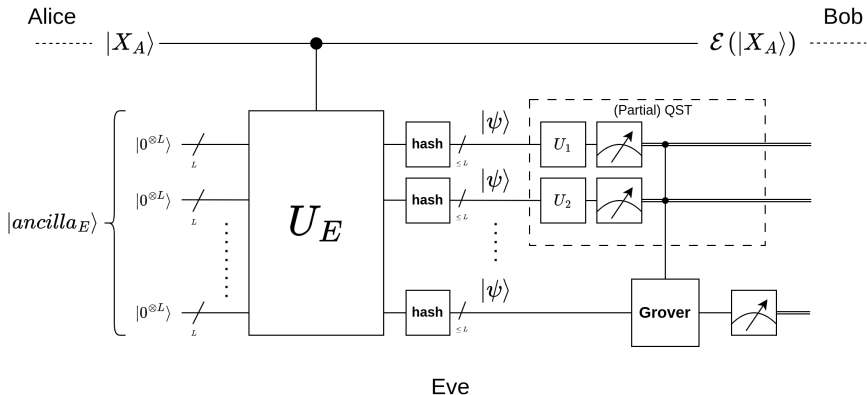 Alice
Bob
|X_A⟩
𝓔(|X_A⟩)
(Partial) QST
|0^{⊗L}⟩
L
hash
≤L
|ψ⟩
U_1
|0^{⊗L}⟩
L
hash
≤L
|ψ⟩
U_2
|ancilla_E⟩
U_E
|0^{⊗L}⟩
L
hash
≤L
|ψ⟩
Grover
Eve